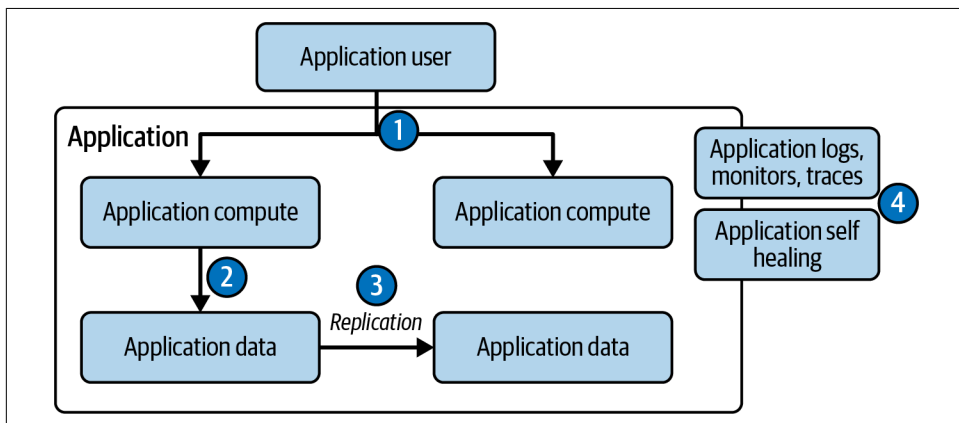 Application user
Application
1
Application compute
Application compute
Application logs,
monitors, traces
4
Application self
healing
2
3
Replication
Application data
Application data